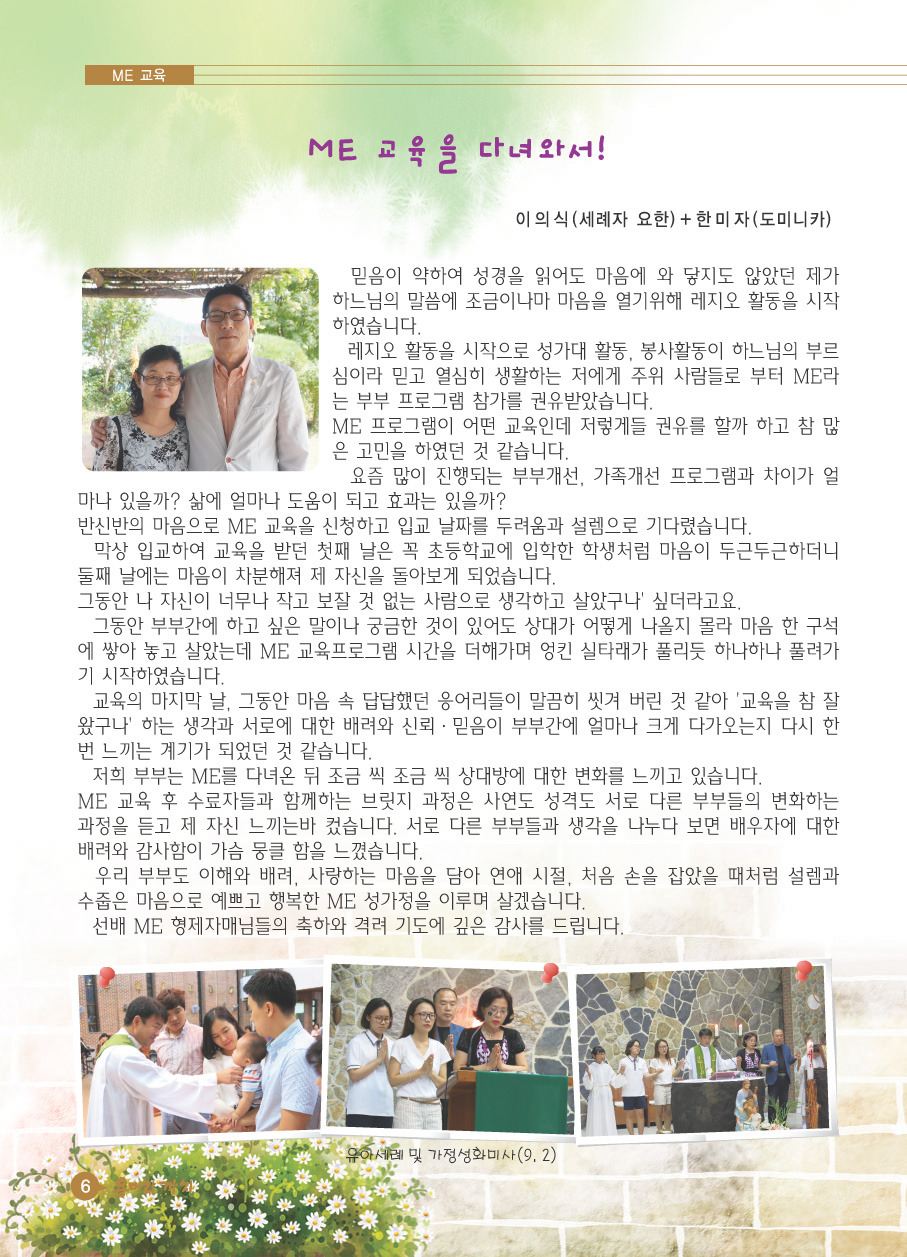 ME 교육
ME 교육을 다녀와서!
이의식(세례자 요한)+한미자(도미니카)
믿음이 약하여 성경을 읽어도 마음에 와 닿지도 않았던 제가
하느님의 말씀에 조금이나마 마음을 열기위해 레지오 활동을 시작
하였습니다.
레지오 활동을 시작으로 성가대 활동, 봉사활동이 하느님의 부르
심이라 믿고 열심히 생활하는 저에게 주위 사람들로 부터 ME라
는 부부 프로그램 참가를 권유받았습니다.
ME 프로그램이 어떤 교육인데 저렇게들 권유를 할까 하고 참 많
은 고민을 하였던 것 같습니다.
요즘 많이 진행되는 부부개선, 가족개선 프로그램과 차이가 얼
마나 있을까? 삶에 얼마나 도움이 되고 효과는 있을까?
반신반의 마음으로 ME 교육을 신청하고 입교 날짜를 두려움과 설렘으로 기다렸습니다.
막상 입교하여 교육을 받던 첫째 날은 꼭 초등학교에 입학한 학생처럼 마음이 두근두근하더니
둘째 날에는 마음이 차분해져 제 자신을 돌아보게 되었습니다.
그동안 나 자신이 너무나 작고 보잘 것 없는 사람으로 생각하고 살았구나' 싶더라고요.
그동안 부부간에 하고 싶은 말이나 궁금한 것이 있어도 상대가 어떻게 나올지 몰라 마음 한 구석
에 쌓아 놓고 살았는데 ME 교육프로그램 시간을 더해가며 엉킨 실타래가 풀리듯 하나하나 풀려가
기 시작하였습니다.
교육의 마지막 날, 그동안 마음 속 답답했던 응어리들이 말끔히 씻겨 버린 것 같아 '교육을 참 잘
왔구나' 하는 생각과 서로에 대한 배려와 신뢰·믿음이 부부간에 얼마나 크게 다가오는지 다시 한
번 느끼는 계기가 되었던 것 같습니다.
저희 부부는 ME를 다녀온 뒤 조금 씩 조금 씩 상대방에 대한 변화를 느끼고 있습니다.
ME 교육 후 수료자들과 함께하는 브릿지 과정은 사연도 성격도 서로 다른 부부들의 변화하는
과정을 듣고 제 자신 느끼는바 컸습니다. 서로 다른 부부들과 생각을 나누다 보면 배우자에 대한
배려와 감사함이 가슴 뭉클 함을 느꼈습니다.
우리 부부도 이해와 배려, 사랑하는 마음을 담아 연애 시절, 처음 손을 잡았을 때처럼 설렘과
수줍은 마음으로 예쁘고 행복한 ME 성가정을 이루며 살겠습니다.
선배 ME 형제자매님들의 축하와 격려 기도에 깊은 감사를 드립니다.
유아세례 및 가정성화미사(9, 2)
6